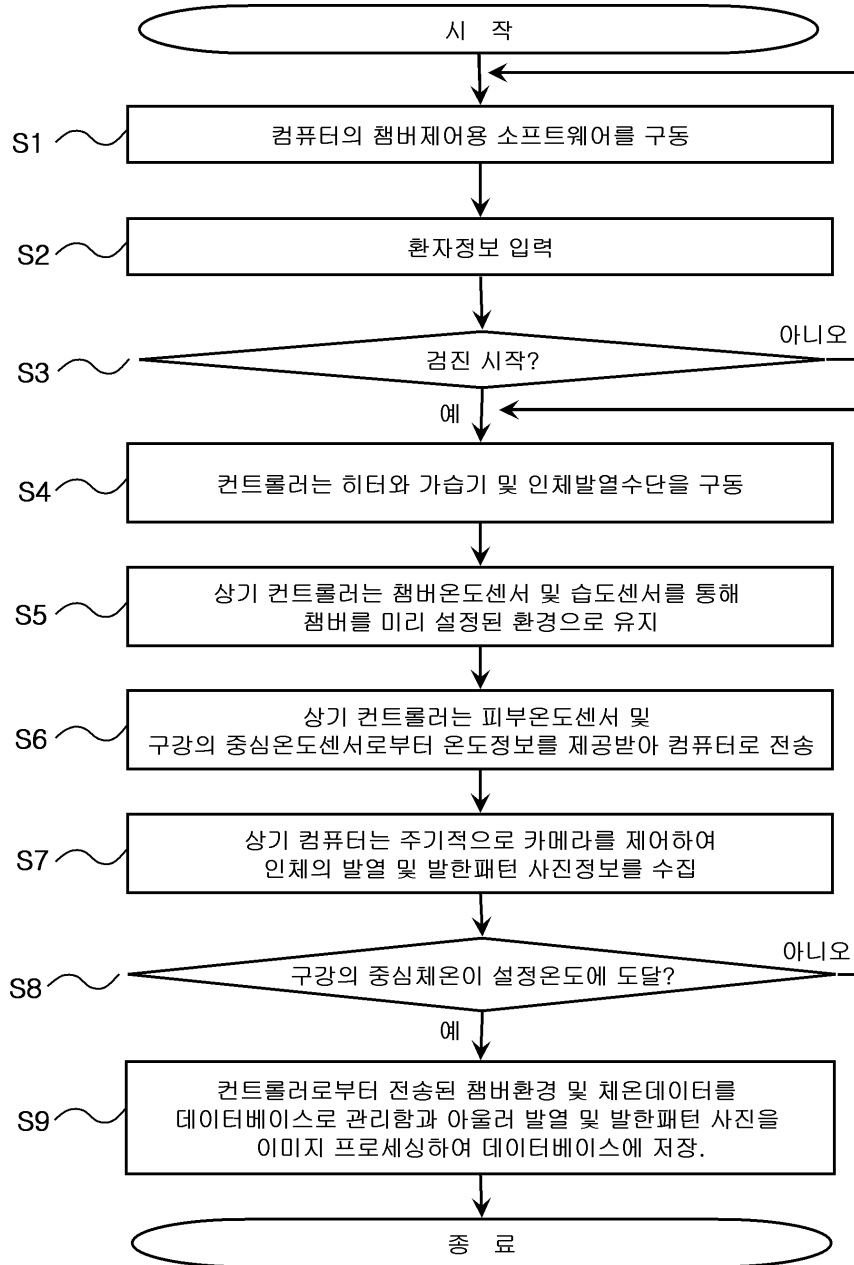 시 작
S1
컴퓨터의 챔버제어용 소프트웨어를 구동
S2
환자정보 입력
아니오
S3
검진 시작?
예
S4
컨트롤러는 히터와 가습기 및 인체발열수단을 구동
S5
상기 컨트롤러는 챔버온도센서 및 습도센서를 통해
챔버를 미리 설정된 환경으로 유지
S6
상기 컨트롤러는 피부온도센서 및
구강의 중심온도센서로부터 온도정보를 제공받아 컴퓨터로 전송
S7
상기 컴퓨터는 주기적으로 카메라를 제어하여
인체의 발열 및 발한패턴 사진정보를 수집
아니오
S8
구강의 중심체온이 설정온도에 도달?
예
S9
컨트롤러로부터 전송된 챔버환경 및 체온데이터를
데이터베이스로 관리함과 아울러 발열 및 발한패턴 사진을
이미지 프로세싱하여 데이터베이스에 저장.
종 료